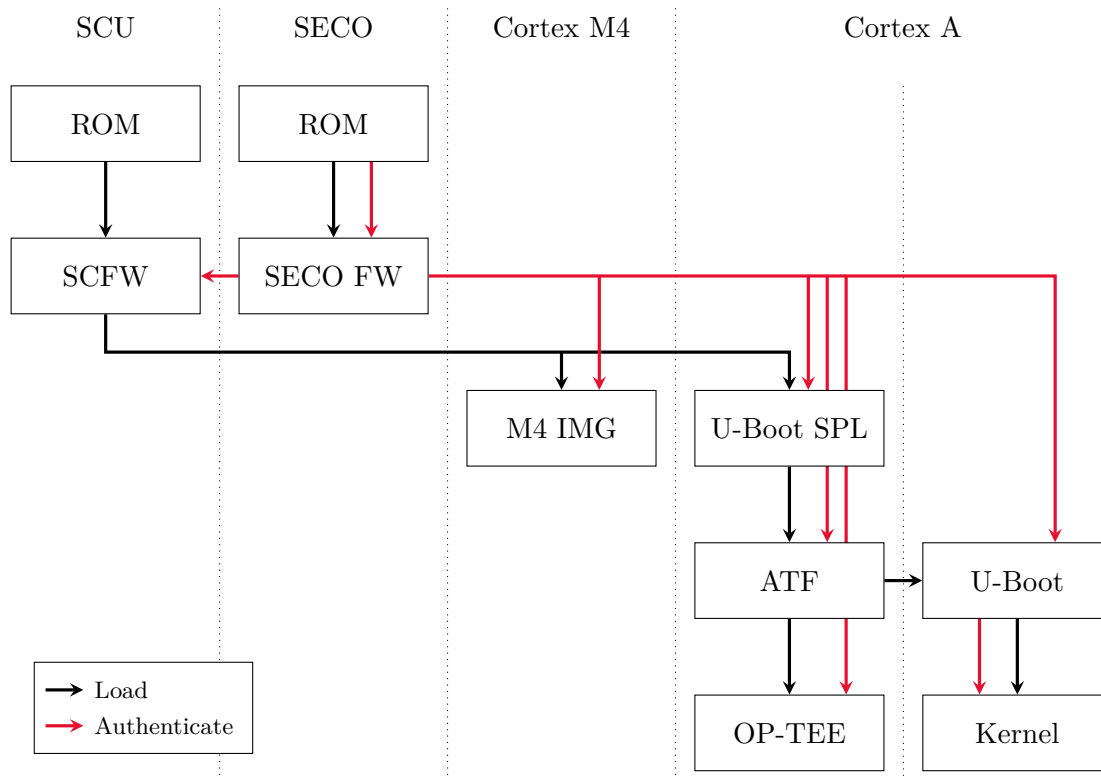 SCU
SECO
Cortex M4
Cortex A
ROM
ROM
SCFW
SECO FW
M4 IMG
U-Boot SPL
ATF
U-Boot
OP-TEE
Kernel
Load
Authenticate